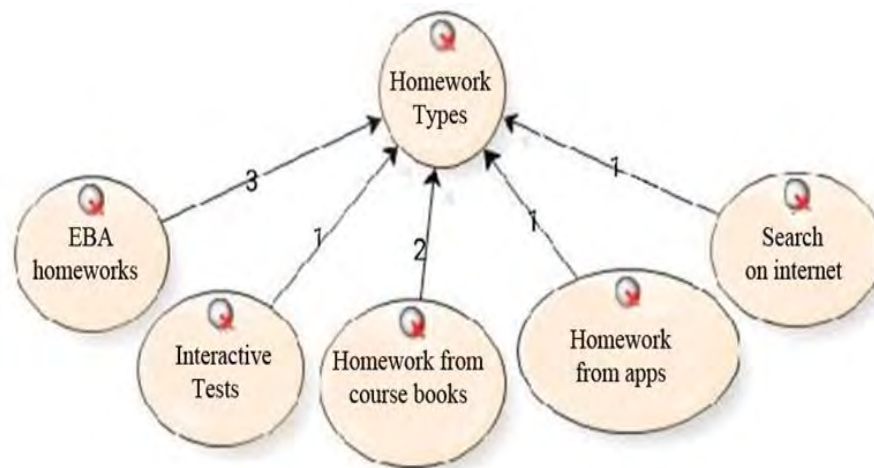 Homework
Types
3
1
2
1
1
EBA
homeworks
Interactive
Tests
Homework from
course books
Homework
from apps
Search
on internet